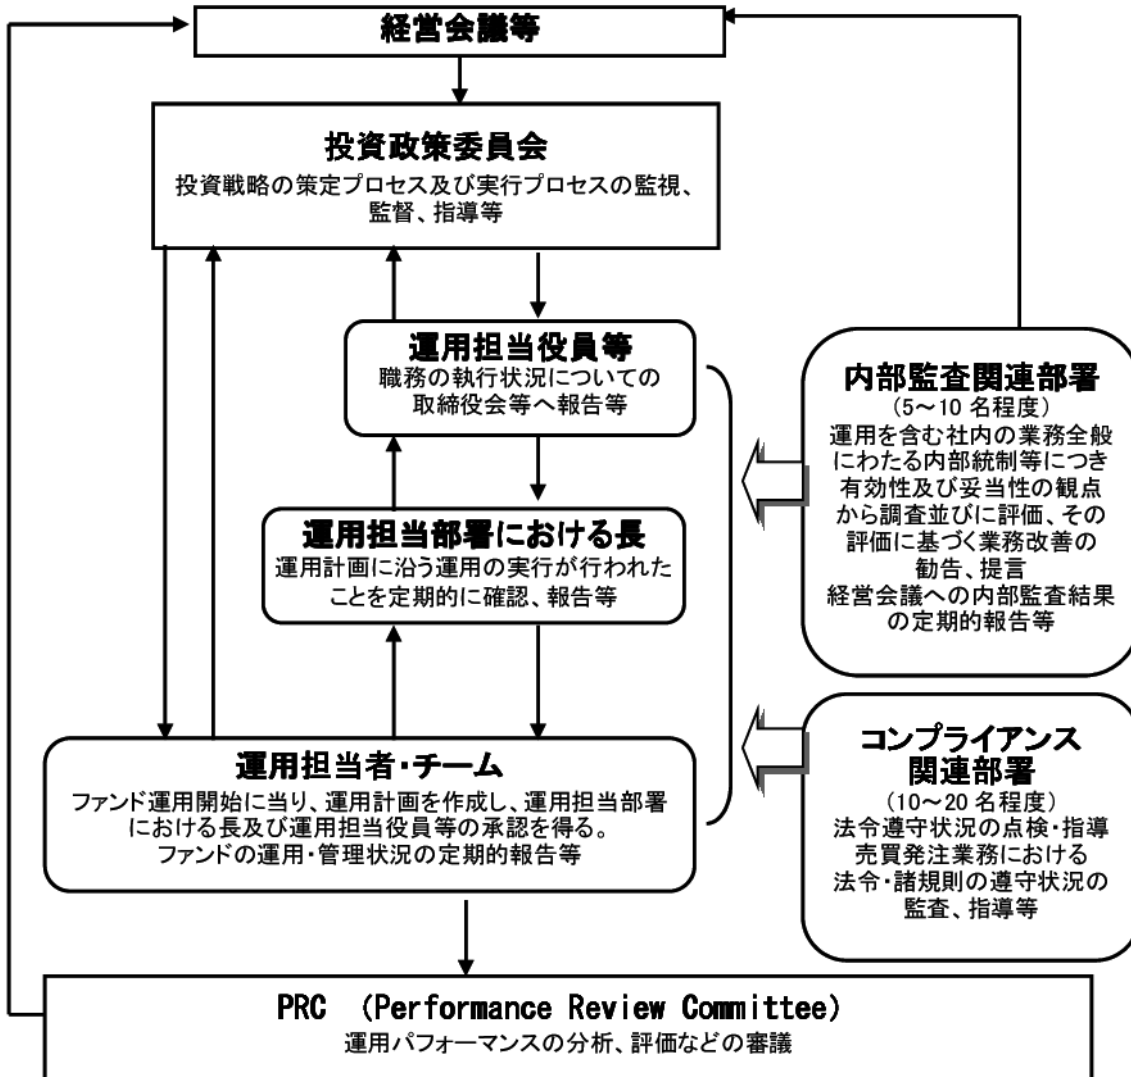 経営会議等
投資政策委員会
投資戦略の策定プロセス及び実行プロセスの監視、
監督、指導等
運用担当役員等
職務の執行状況についての
取締役会等へ報告等
運用担当部署における長
運用計画に沿う運用の実行が行われた
ことを定期的に確認、報告等
運用担当者・チーム
ファンド運用開始に当り、運用計画を作成し、運用担当部署
における長及び運用担当役員等の承認を得る。
ファンドの運用・管理状況の定期的報告等
内部監査関連部署
(5~10 名程度)
運用を含む社内の業務全般
にわたる内部統制等につき
有効性及び妥当性の観点
から調査並びに評価、その
評価に基づく業務改善の
勧告、提言
経営会議への内部監査結果
の定期的報告等
コンプライアンス
関連部署
(10~20 名程度)
法令遵守状況の点検・指導
売買発注業務における
法令・諸規則の遵守状況の
監査、指導等
PRC (Performance Review Committee)
運用パフォーマンスの分析、評価などの審議